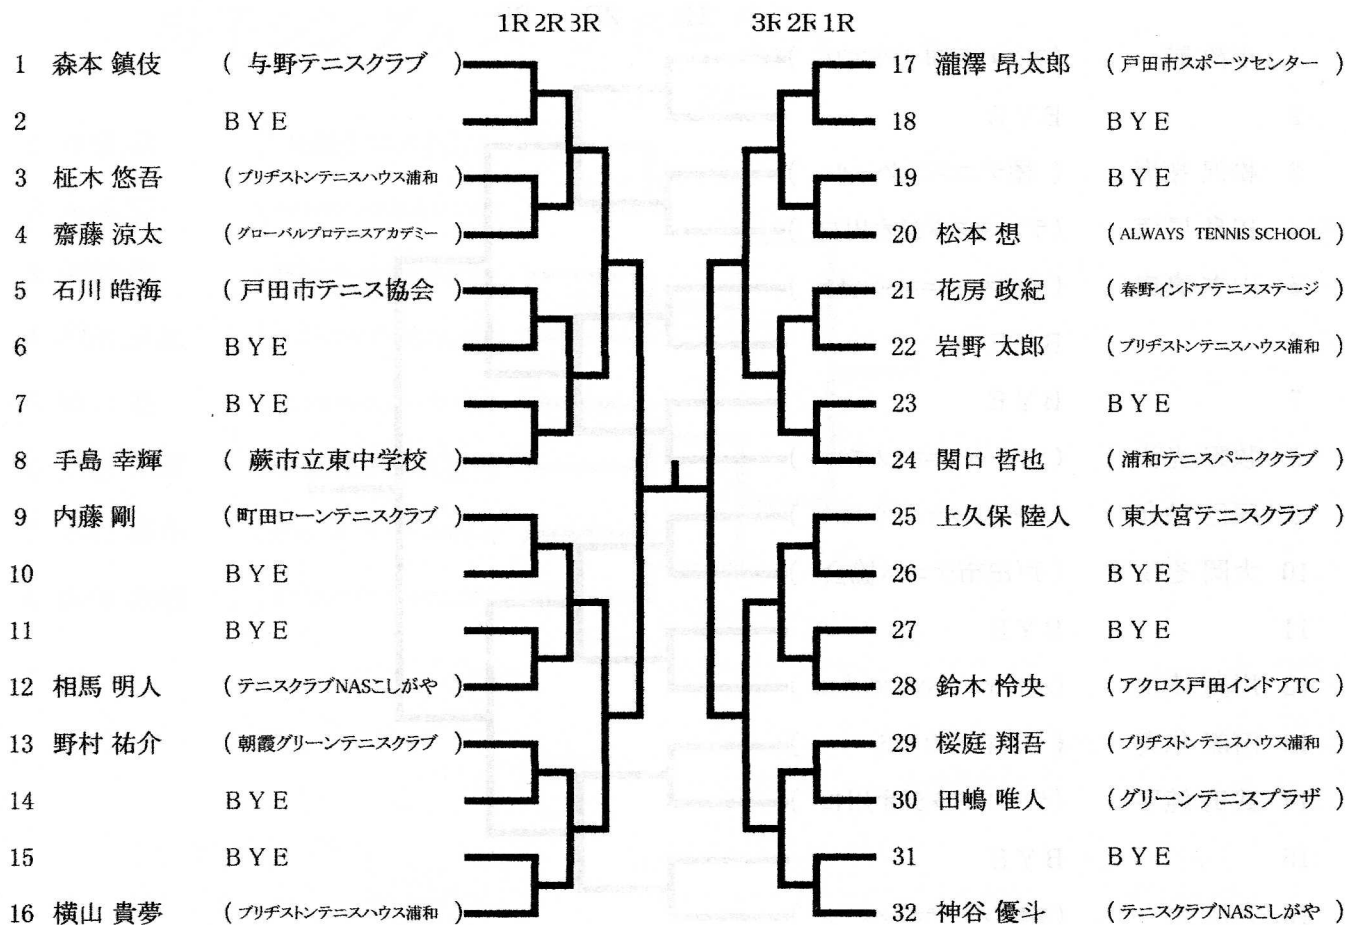 1R 2R 3R 3R 2R 1R
1 森本 鎮伎 ( 与野テニスクラブ ) 17 瀧澤 昂太郎 ( 戸田市スポーツセンター )
2 BYE 18 BYE
3 柾木 悠吾 ( ブリヂストンテニスハウス浦和 ) 19 BYE
4 齋藤 涼太 ( グローバルプロテニスアカデミー ) 20 松本 想 ( ALWAYS TENNIS SCHOOL )
5 石川 皓海 ( 戸田市テニス協会 ) 21 花房 政紀 ( 春野インドアテニスステージ )
6 BYE 22 岩野 太郎 ( ブリヂストンテニスハウス浦和 )
7 BYE 23 BYE
8 手島 幸輝 ( 蕨市立東中学校 ) 24 関口 哲也 ( 浦和テニスパーククラブ )
9 内藤 剛 ( 町田ローンテニスクラブ ) 25 上久保 陸人 ( 東大宮テニスクラブ )
10 BYE 26 BYE
11 BYE 27 BYE
12 相馬 明人 ( テニスクラブNASこしがや ) 28 鈴木 怜央 ( アクロス戸田インドアTC )
13 野村 祐介 ( 朝霞グリーンテニスクラブ ) 29 桜庭 翔吾 ( ブリヂストンテニスハウス浦和 )
14 BYE 30 田嶋 唯人 ( グリーンテニスプラザ )
15 BYE 31 BYE
16 横山 貴夢 ( ブリヂストンテニスハウス浦和 ) 32 神谷 優斗 ( テニスクラブNASこしがや )